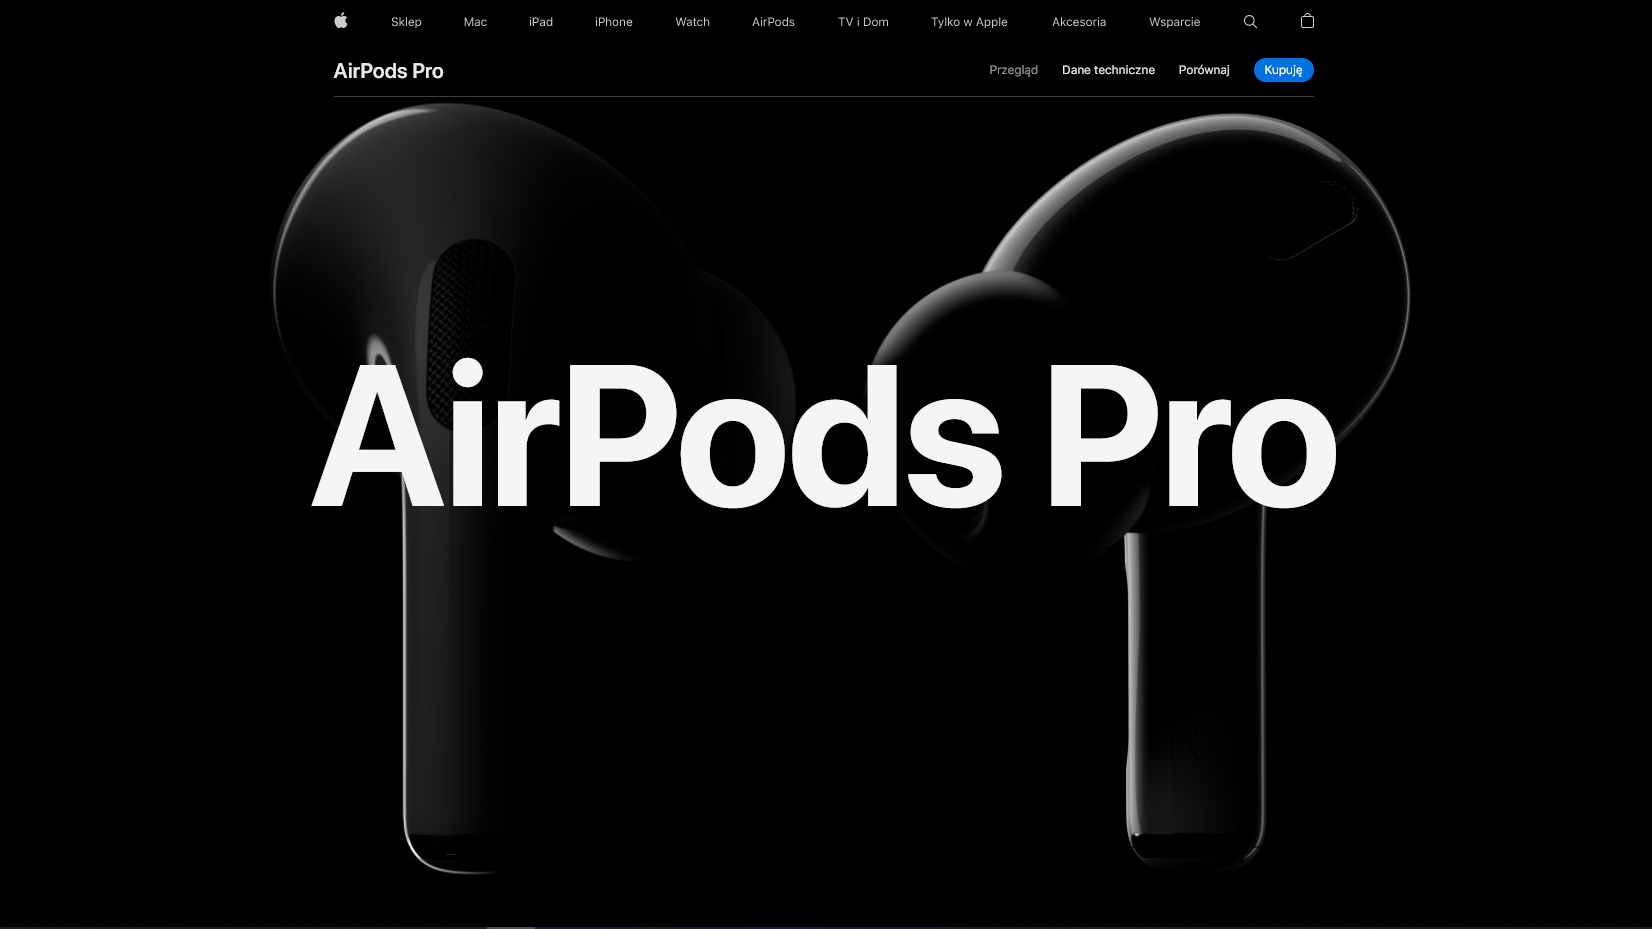 Sklep Mac iPad iPhone Watch AirPods TV i Dom Tylko w Apple Akcesoria Wsparcie
AirPods Pro Przegląd Dane techniczne Porównaj Kupuję
AirPods Pro
R